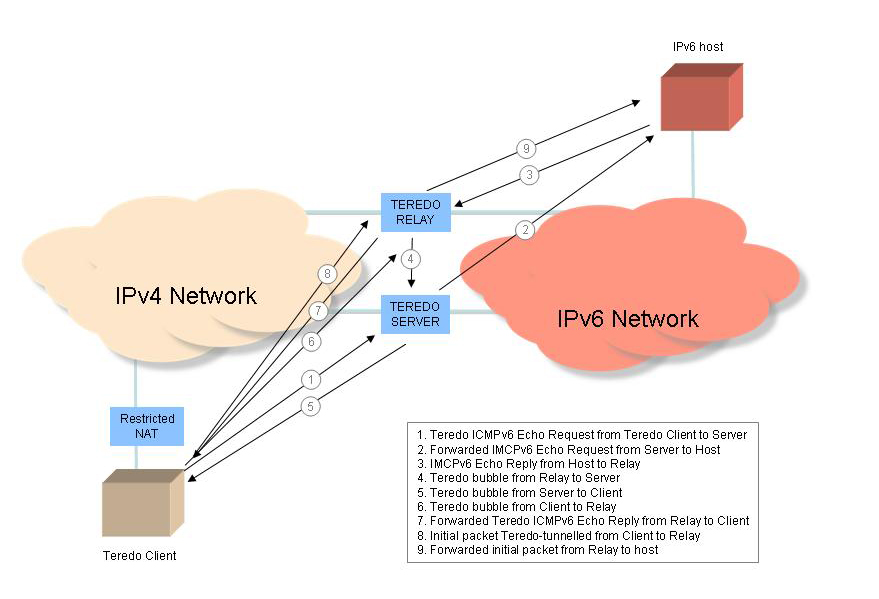 IPv6 host
9
3
TEREDO
RELAY
2
4
8
IPv4 Network
7
TEREDO
SERVER
IPv6 Network
6
1
5
Restricted
NAT
Teredo Client
1. Teredo ICMPv6 Echo Request from Teredo Client to Server
2. Forwarded IMCPv6 Echo Request from Server to Host
3. IMCPv6 Echo Reply from Host to Relay
4. Teredo bubble from Relay to Server
5. Teredo bubble from Server to Client
6. Teredo bubble from Client to Relay
7. Forwarded Teredo ICMPv6 Echo Reply from Relay to Client
8. Initial packet Teredo-tunnelled from Client to Relay
9. Forwarded initial packet from Relay to host